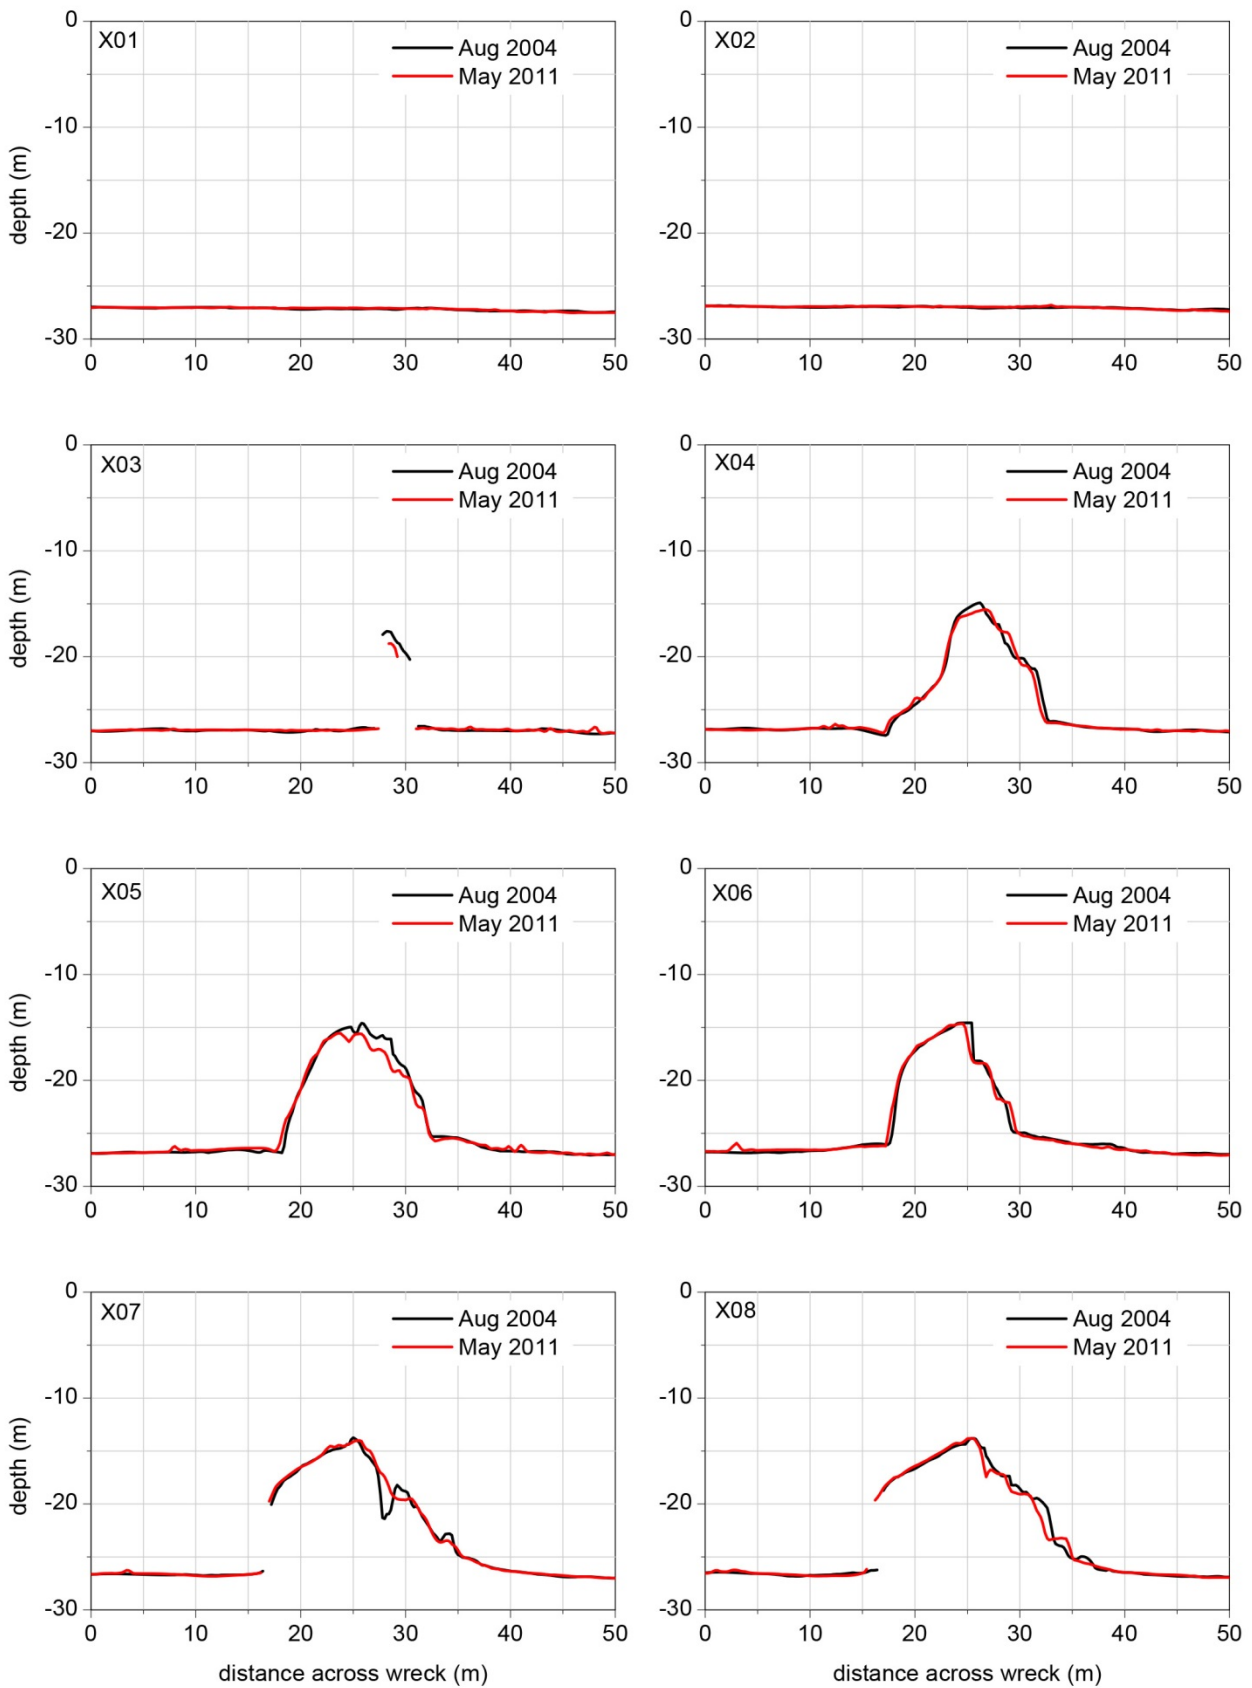 0 0
X01 Aug 2004 X02 Aug 2004
May 2011 May 2011
-10 -10
depth (m)
-20 -20
-30 -30
0 10 20 30 40 50 0 10 20 30 40 50
0 0
X03 Aug 2004 X04 Aug 2004
May 2011 May 2011
-10 -10
depth (m)
-20 -20
-30 -30
0 10 20 30 40 50 0 10 20 30 40 50
0 0
X05 Aug 2004 X06 Aug 2004
May 2011 May 2011
-10 -10
depth (m)
-20 -20
-30 -30
0 10 20 30 40 50 0 10 20 30 40 50
0 0
X07 Aug 2004 X08 Aug 2004
May 2011 May 2011
-10 -10
depth (m)
-20 -20
-30 -30
0 10 20 30 40 50 0 10 20 30 40 50
distance across wreck (m) distance across wreck (m)